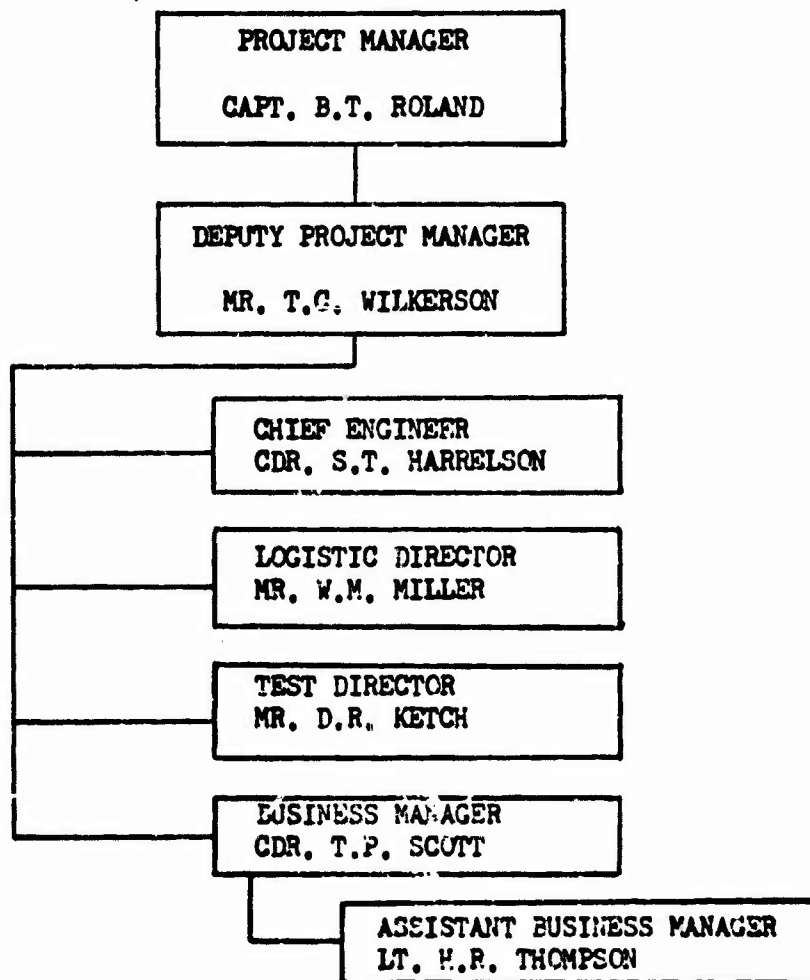 PROJECT MANAGER
CAPT. B.T. ROLAND
DEPUTY PROJECT MANAGER
MR. T.C. WILKERSON
CHIEF ENGINEER
CDR. S.T. HARRELSON
LOGISTIC DIRECTOR
MR. W.M. MILLER
TEST DIRECTOR
MR. D.R. KETCH
BUSINESS MANAGER
CDR. T.P. SCOTT
ASSISTANT BUSINESS MANAGER
LT. H.R. THOMPSON